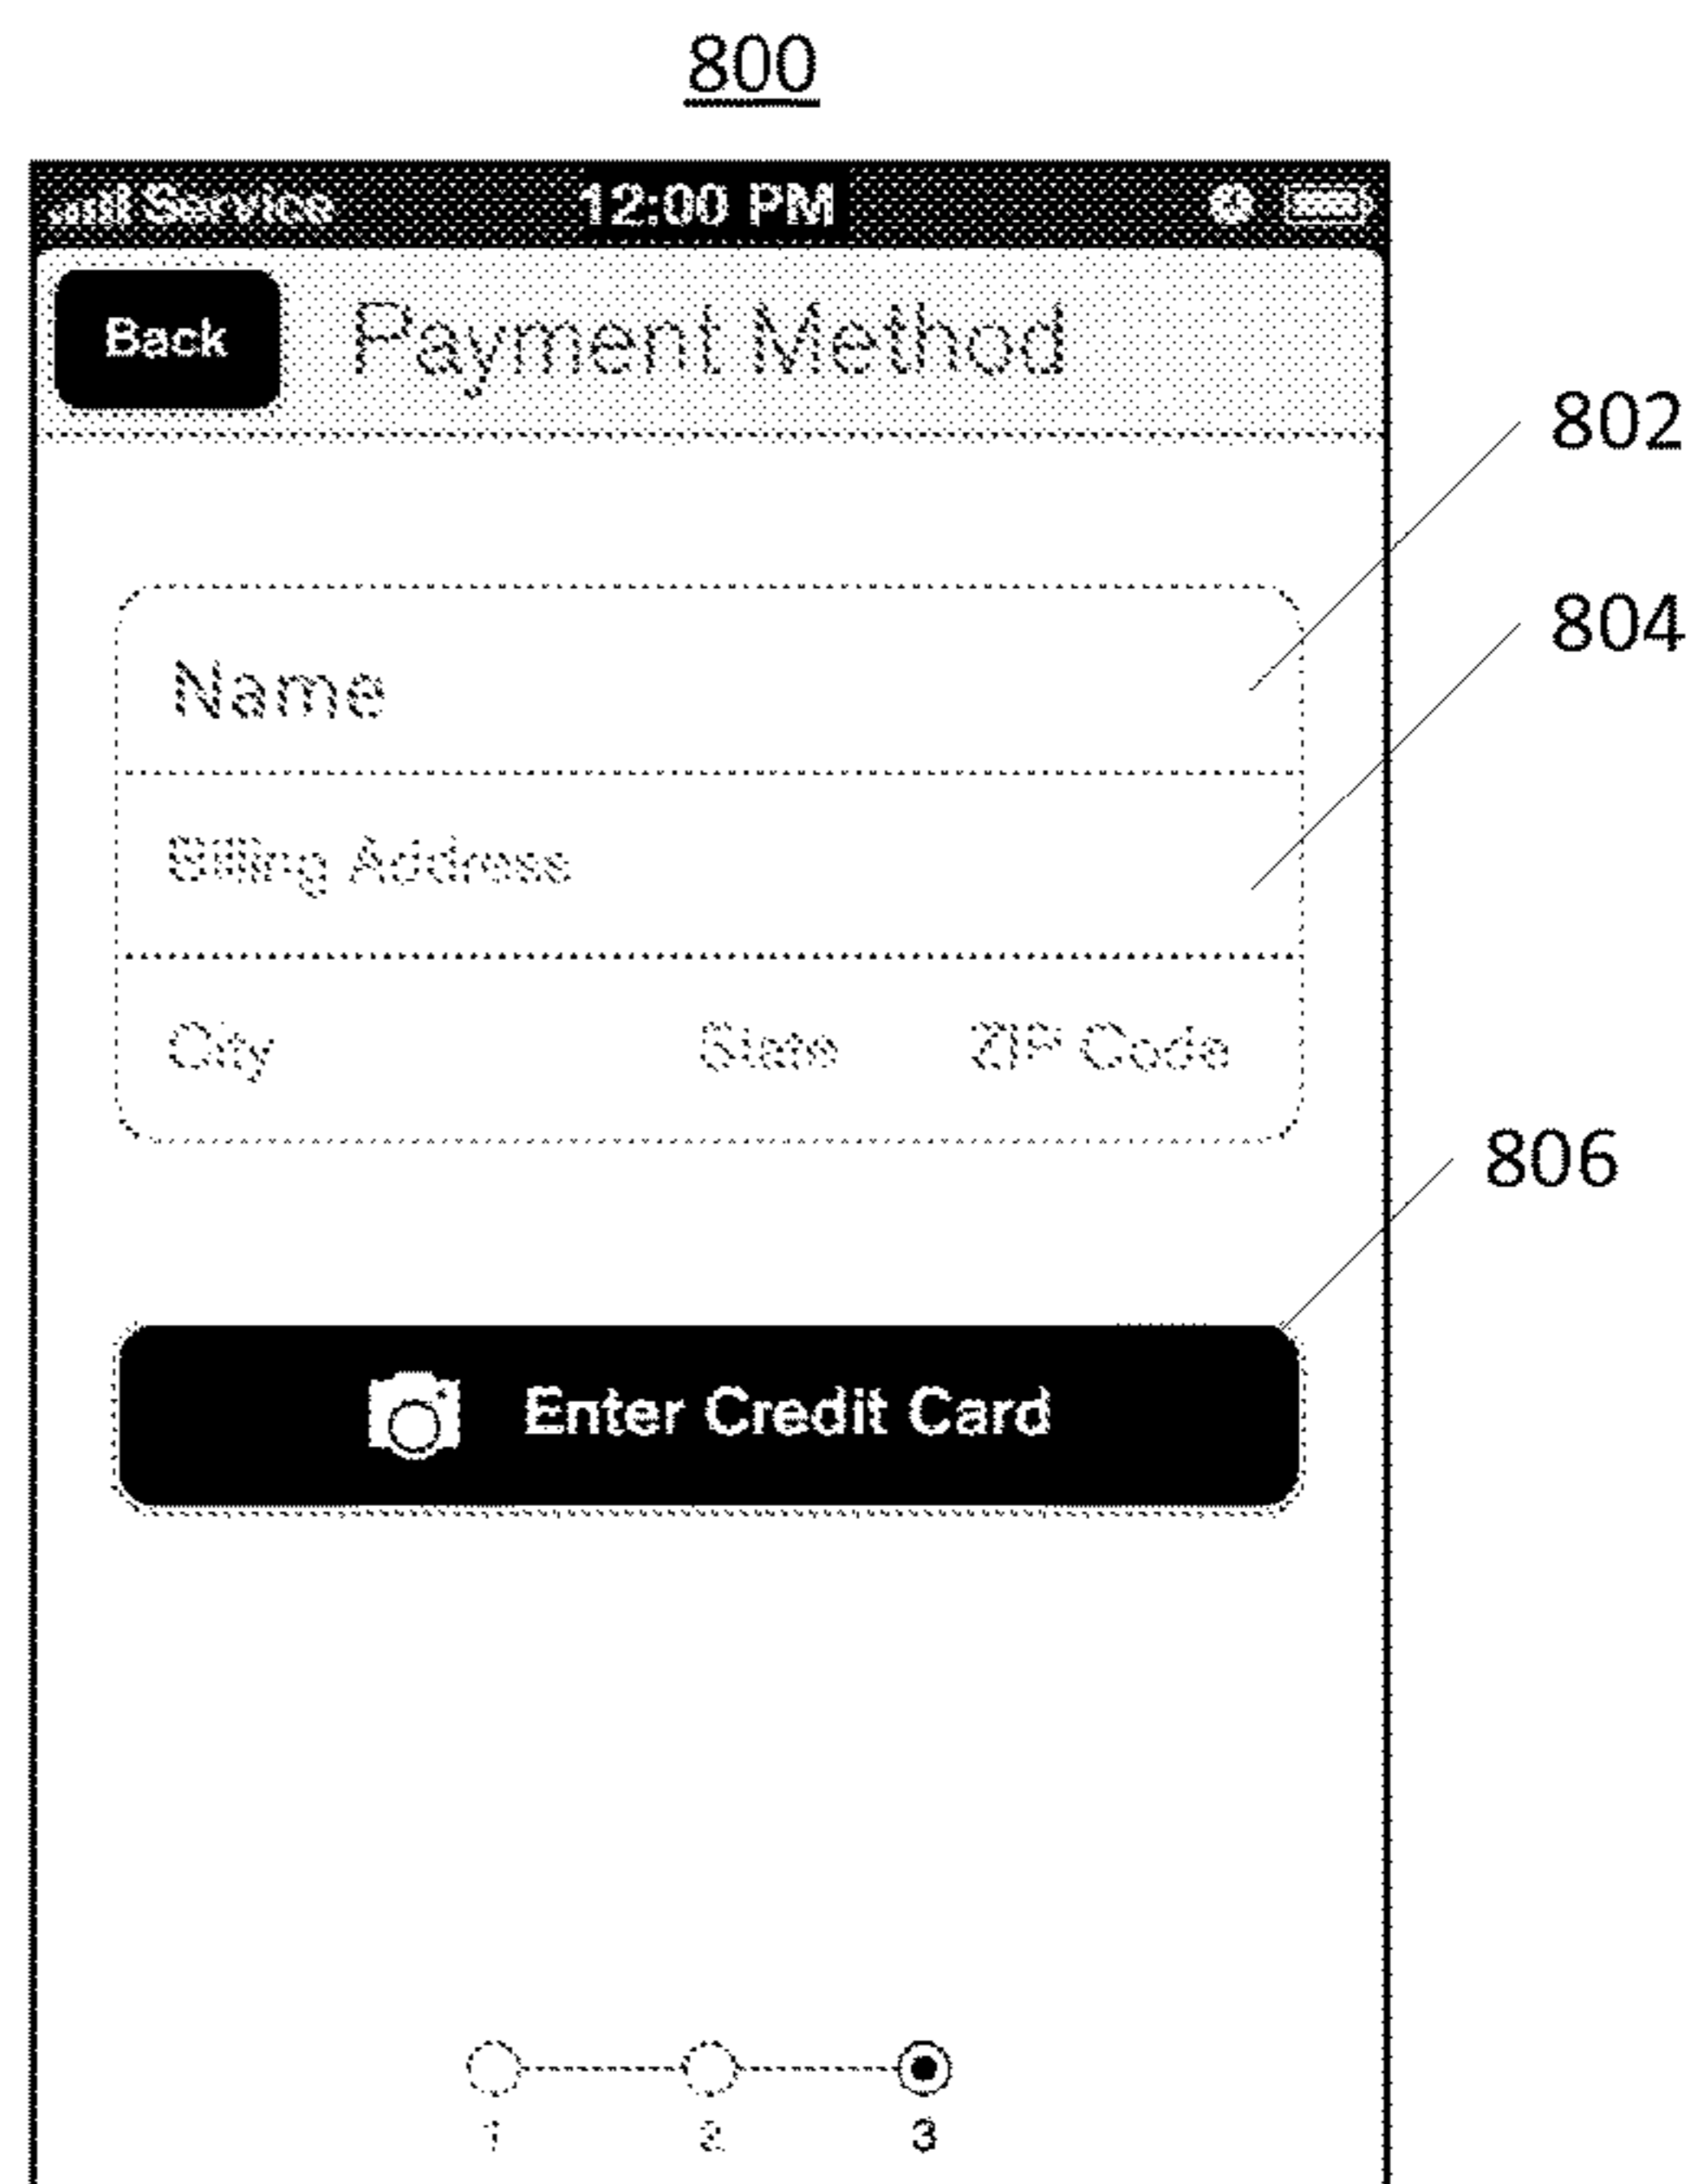 800
Service 12:00 PM
Back Payment Method
802
804
Name
Billing Address
City State ZIP Code
806
Enter Credit Card
1 2 3